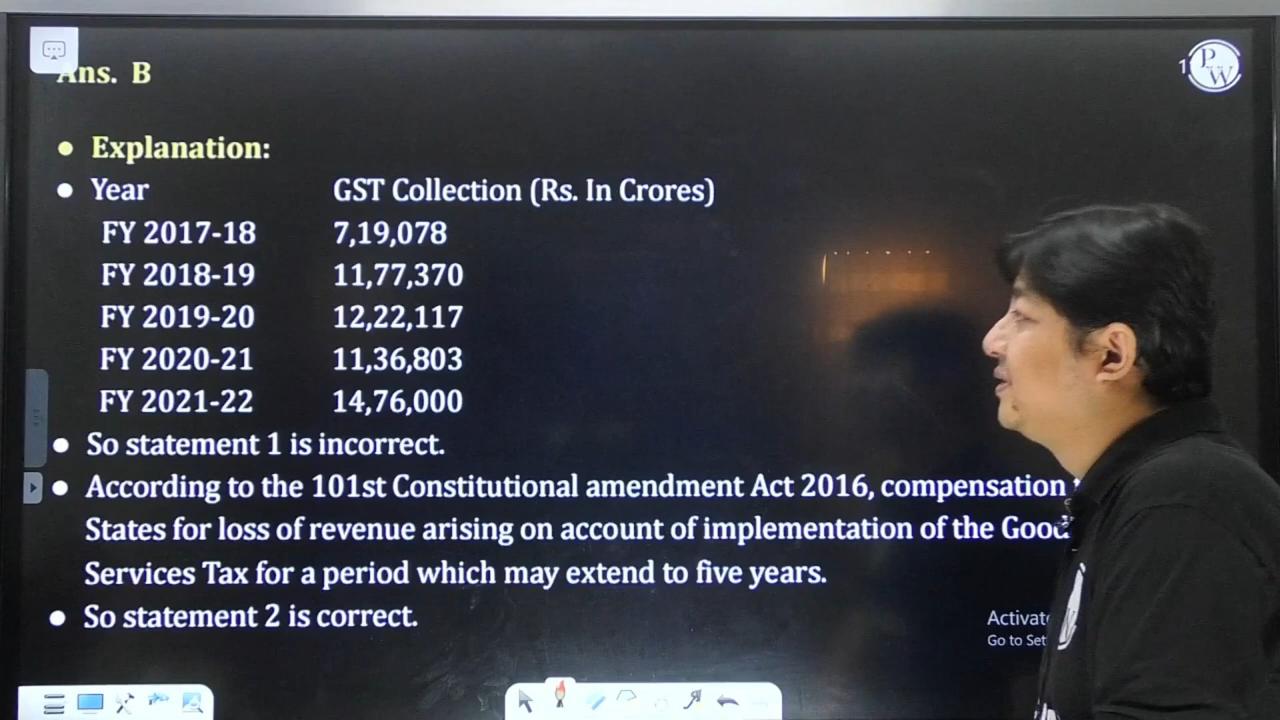 Ans. B
P
W
Explanation:
Year GST Collection (Rs. In Crores)
FY 2017-18 7,19,078
FY 2018-19 11,77,370
FY 2019-20 12,22,117
FY 2020-21 11,36,803
FY 2021-22 14,76,000
So statement 1 is incorrect.
According to the 101st Constitutional amendment Act 2016, compensation
States for loss of revenue arising on account of implementation of the
Services Tax for a period which may extend to five years.
So statement 2 is correct.
Go to